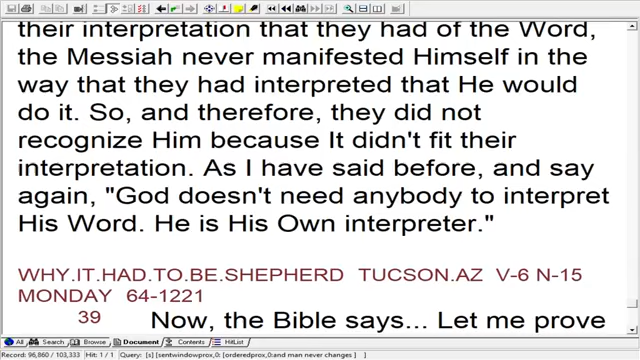 their interpretation that they had of the Word,
the Messiah never manifested Himself in the
way that they had interpreted that He would
do it. So, and therefore, they did not
recognize Him because It didn't fit their
interpretation. As I have said before, and say
again, "God doesn't need anybody to interpret
His Word. He is His Own interpreter."
WHY.IT.HAD.TO.BE.SHEPHERD TUCSON.AZ V-6 N-15
MONDAY 64-1221
39 Now, the Bible says... Let me prove
All Search Browse Document Contents HitList
Record: 96,860 / 103,333 Hit: 1 / 1 Query: [s] [sentwindowprox,0: [orderedprox,0:and man never changes ] ]